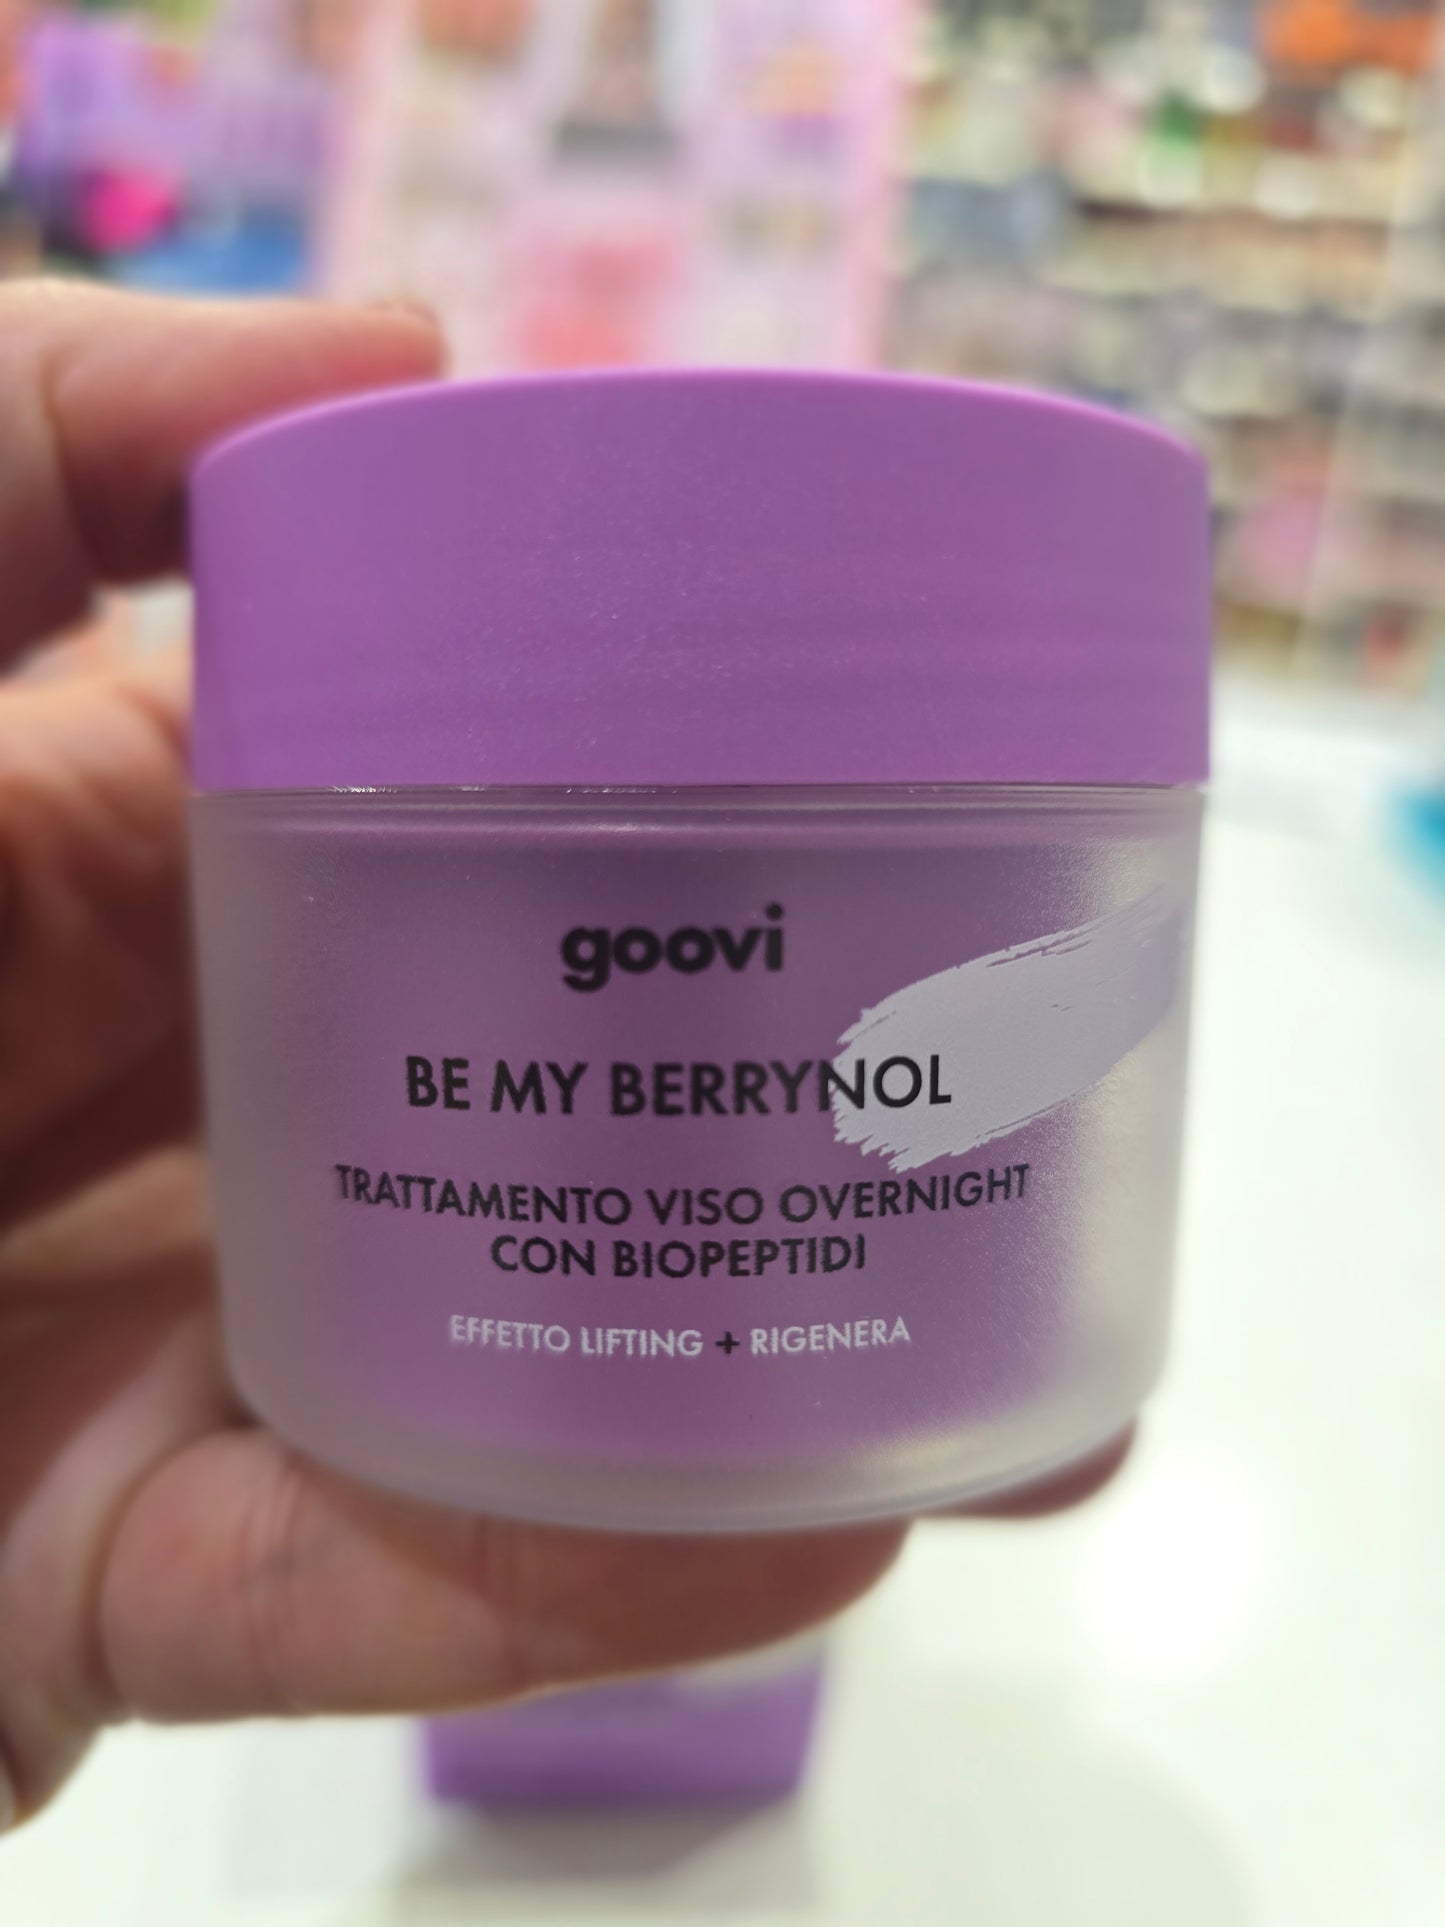 goovi
BE MY BERRYNOL
TRATTAMENTO VISO OVERNIGHT
CON BIOPEPTIDI
EFFETTO LIFTING + RIGENERA